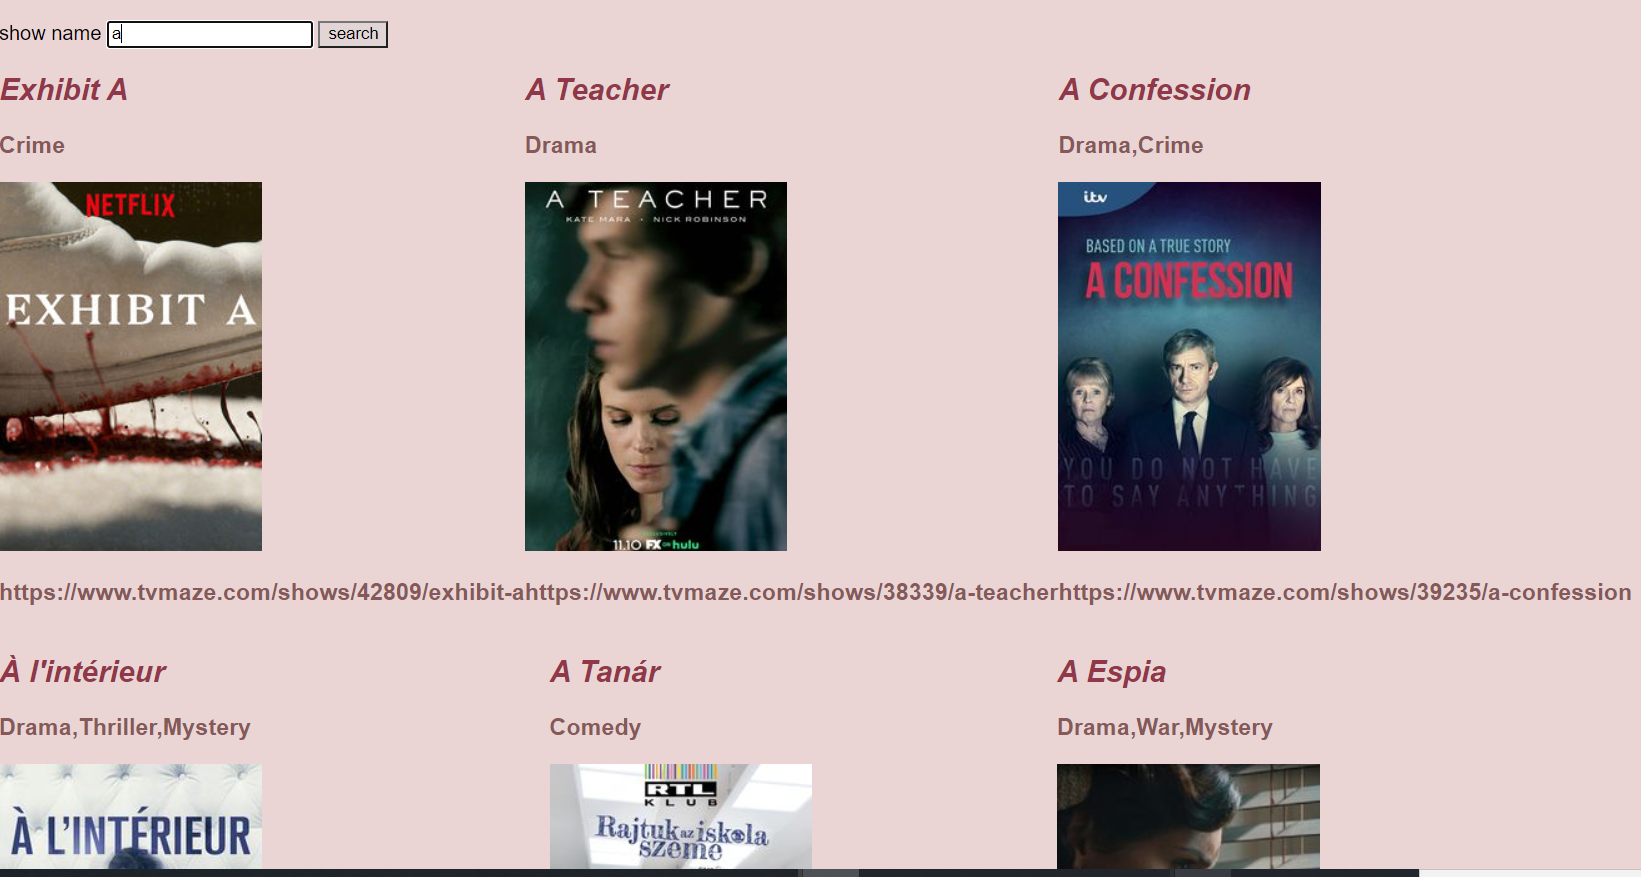 show name a search
Exhibit A
Crime
NETFLIX
EXHIBIT A
A Teacher
Drama
A TEACHER
KATE MARA • NICK ROBINSON
11.10 FX on hulu
A Confession
Drama,Crime
itv
BASED ON A TRUE STORY
A CONFESSION
YOU DO NOT HAVE
TO SAY ANYTHING
https://www.tvmaze.com/shows/42809/exhibit-ahttps://www.tvmaze.com/shows/38339/a-teacherhttps://www.tvmaze.com/shows/39235/a-confession
À l'intérieur
Drama,Thriller,Mystery
À L'INTÉRIEUR
A Tanár
Comedy
RTL
KLUB
Rajtuk az iskola
szeme
A Espia
Drama,War,Mystery